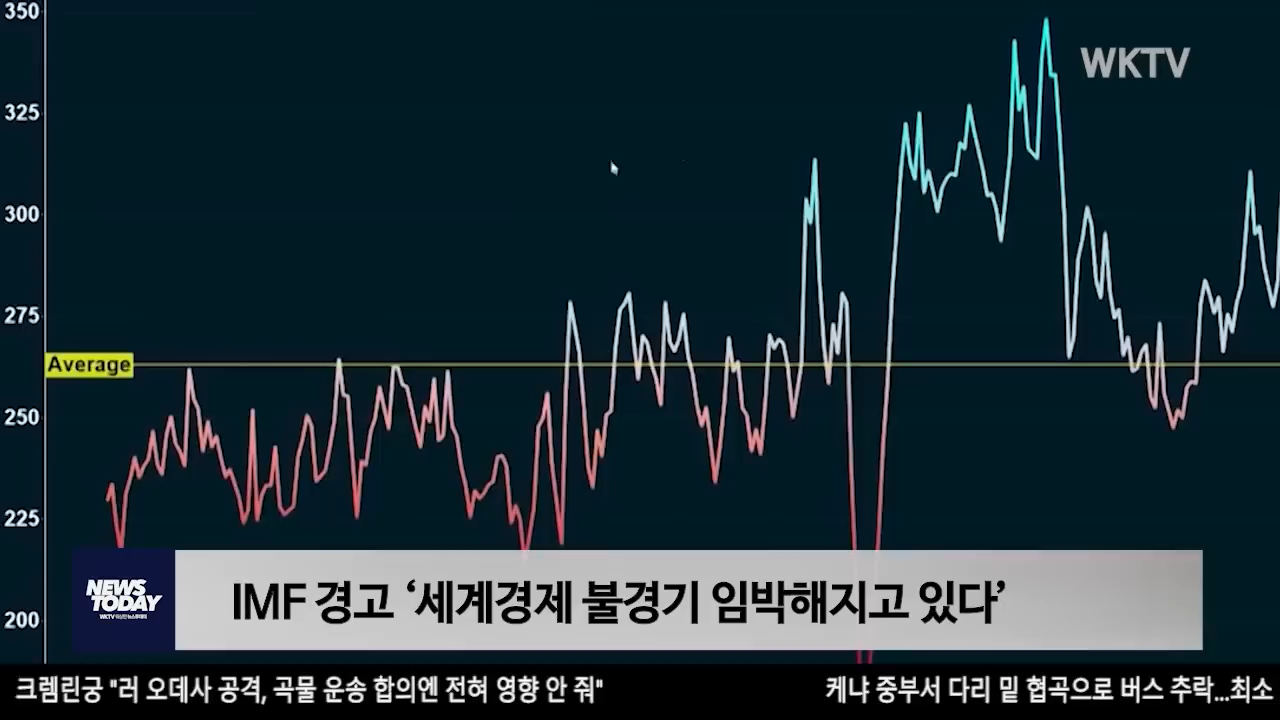 350
WKTV
325
300
275
Average
250
225
200
NEWS
TODAY
IMF 경고 ‘세계경제 불경기 임박해지고 있다’
크렘린궁 "러 오데사 공격, 곡물 운송 합의엔 전혀 영향 안 줘"
케냐 중부서 다리 밑 협곡으로 버스 추락...최소